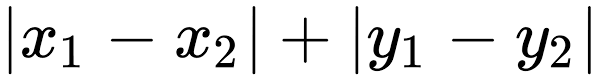 |x₁ − x₂| + |y₁ − y₂|